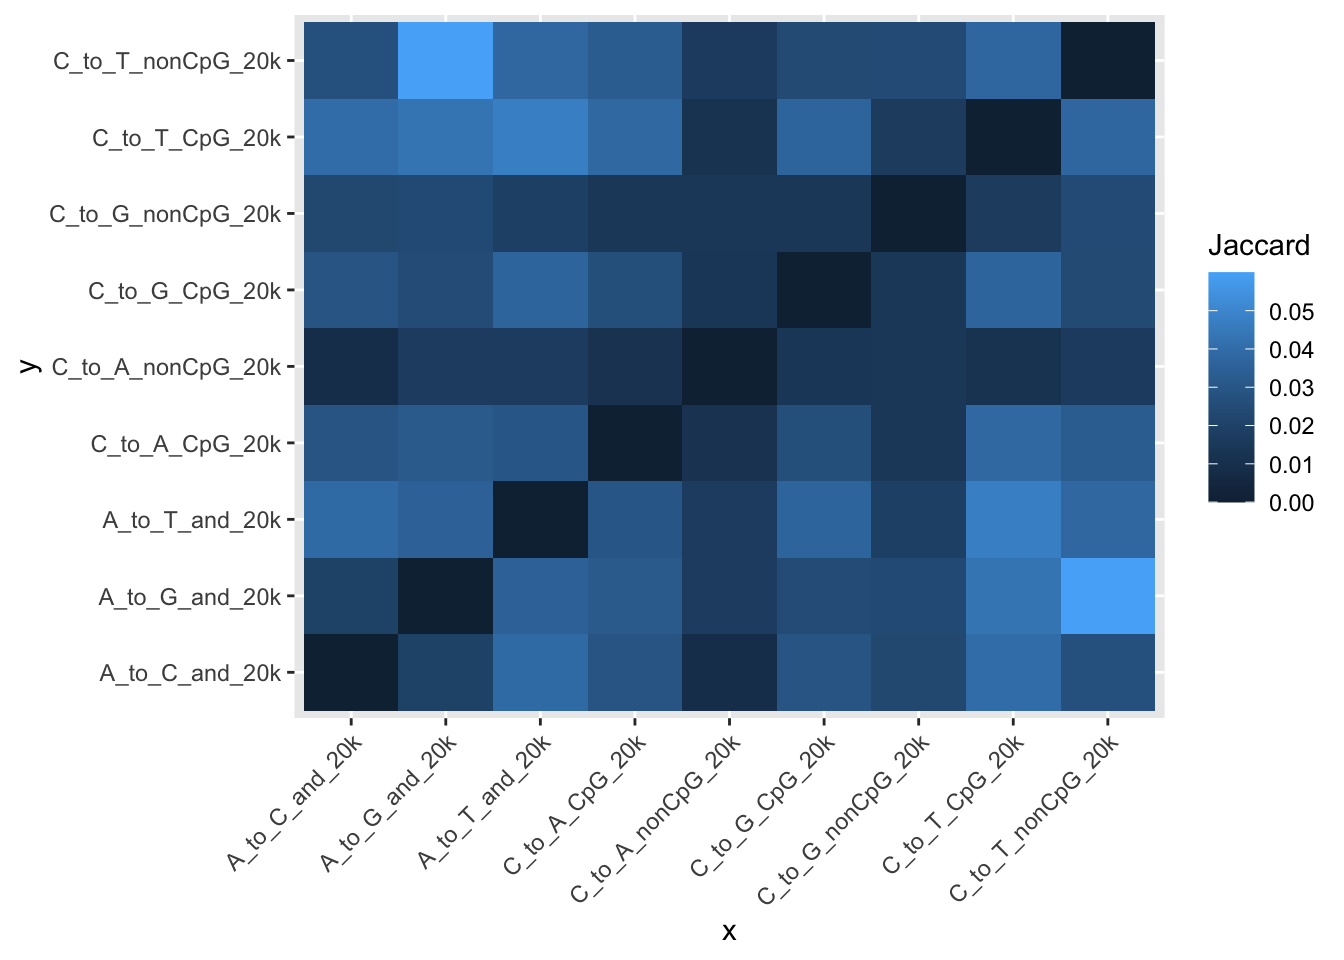 C_to_T_nonCpG_20k
C_to_T_CpG_20k
C_to_G_nonCpG_20k
C_to_G_CpG_20k
C_to_A_nonCpG_20k
C_to_A_CpG_20k
A_to_T_and_20k
A_to_G_and_20k
A_to_C_and_20k
y
A_to_C_and_20k
A_to_G_and_20k
A_to_T_and_20k
C_to_A_CpG_20k
C_to_A_nonCpG_20k
C_to_G_CpG_20k
C_to_G_nonCpG_20k
C_to_T_CpG_20k
C_to_T_nonCpG_20k
x
Jaccard
0.05
0.04
0.03
0.02
0.01
0.00